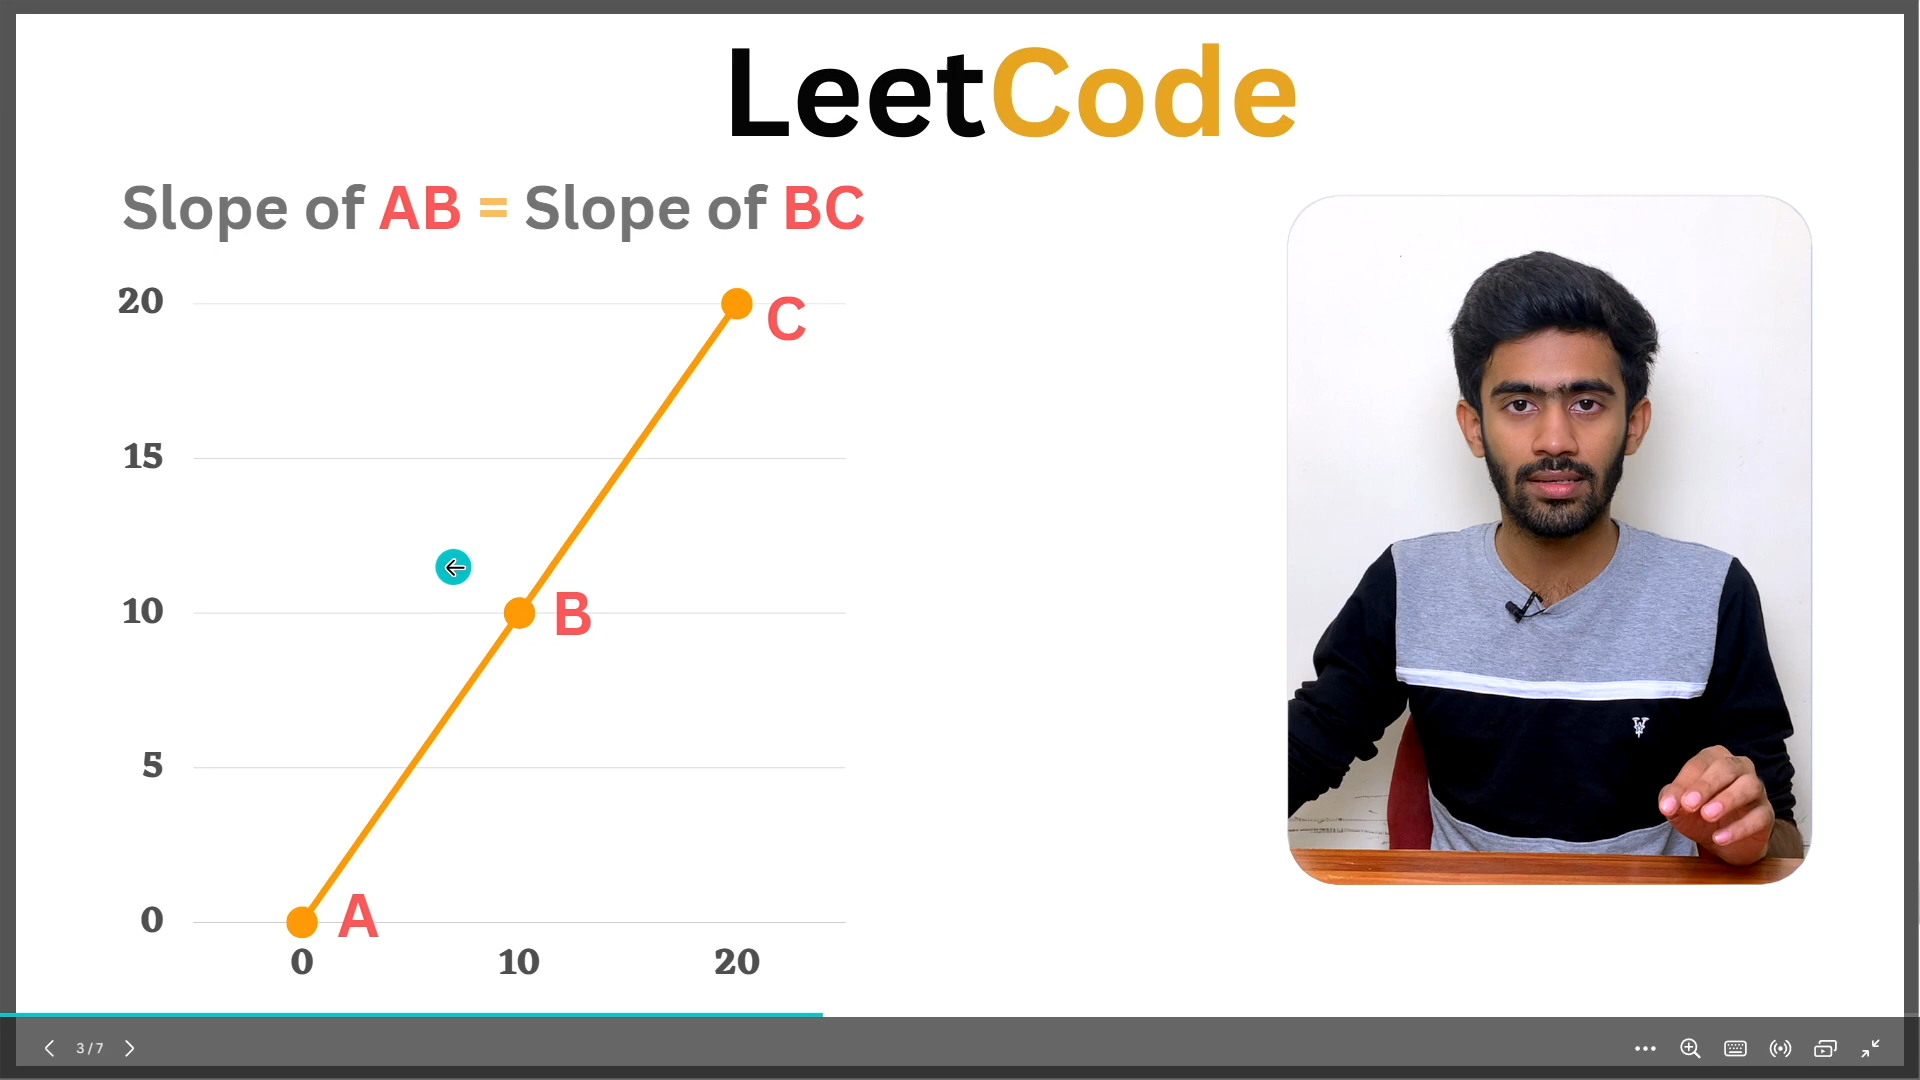 LeetCode
Slope of AB = Slope of BC
20
C
15
10
B
5
0
A
0 10 20
3 / 7